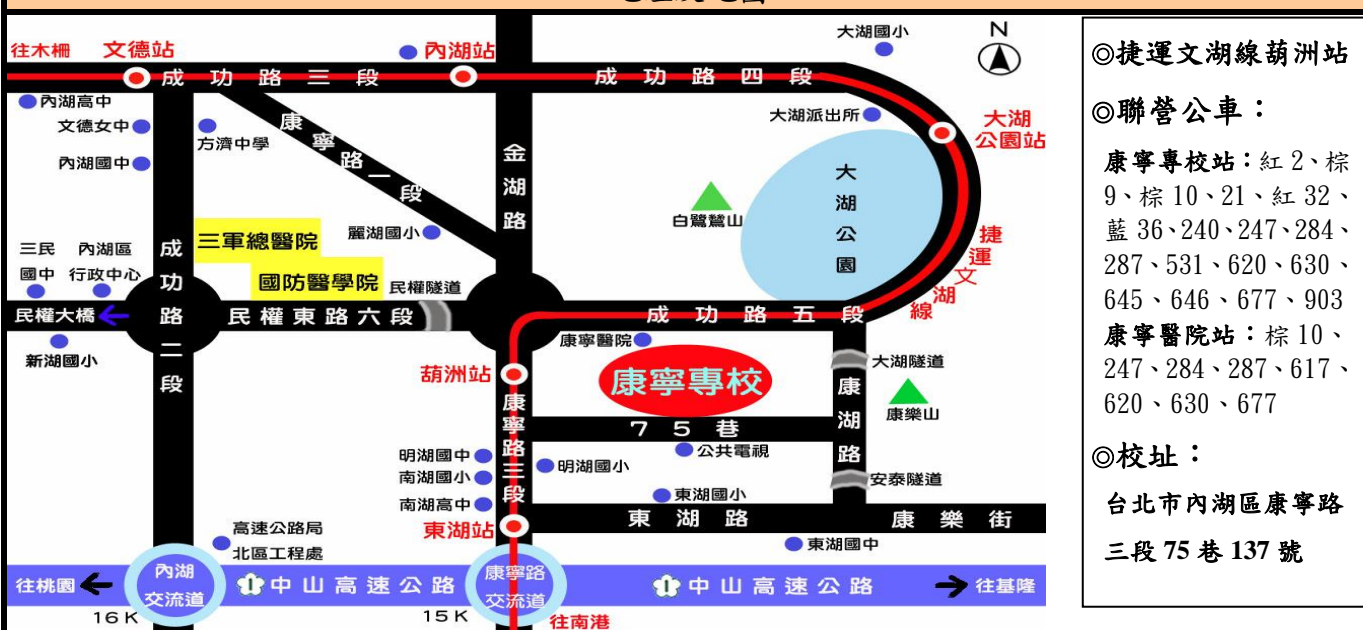 往木柵
文德站
內湖站
大湖國小
N
成功路三段
成功路四段
內湖高中
文德女中
方濟中學
內湖國中
康寧路一段
金湖路
大湖派出所
大湖公園站
大湖公園
白鷺鷥山
三軍總醫院
麗湖國小
國防醫學院
民權隧道
三民國中
內湖區行政中心
成功路二段
捷運文湖線
民權大橋
民權東路六段
成功路五段
新湖國小
康寧醫院
大湖隧道
葫洲站
康寧專校
康湖路
康樂山
康寧路三段
75巷
公共電視
明湖國中
明湖國小
南湖國小
安泰隧道
南湖高中
東湖國小
東湖站
東湖路
康樂街
高速公路局
北區工程處
東湖國中
往桃園
內湖交流道
1中山高速公路
康寧路交流道
1中山高速公路
往基隆
16K
15K
往南港
◎捷運文湖線葫洲站
◎聯營公車：
康寧專校站：紅 2、棕
9、棕 10、21、紅 32、
藍 36、240、247、284、
287、531、620、630、
645、646、677、903
康寧醫院站：棕 10、
247、284、287、617、
620、630、677
◎校址：
台北市內湖區康寧路
三段 75 巷 137 號